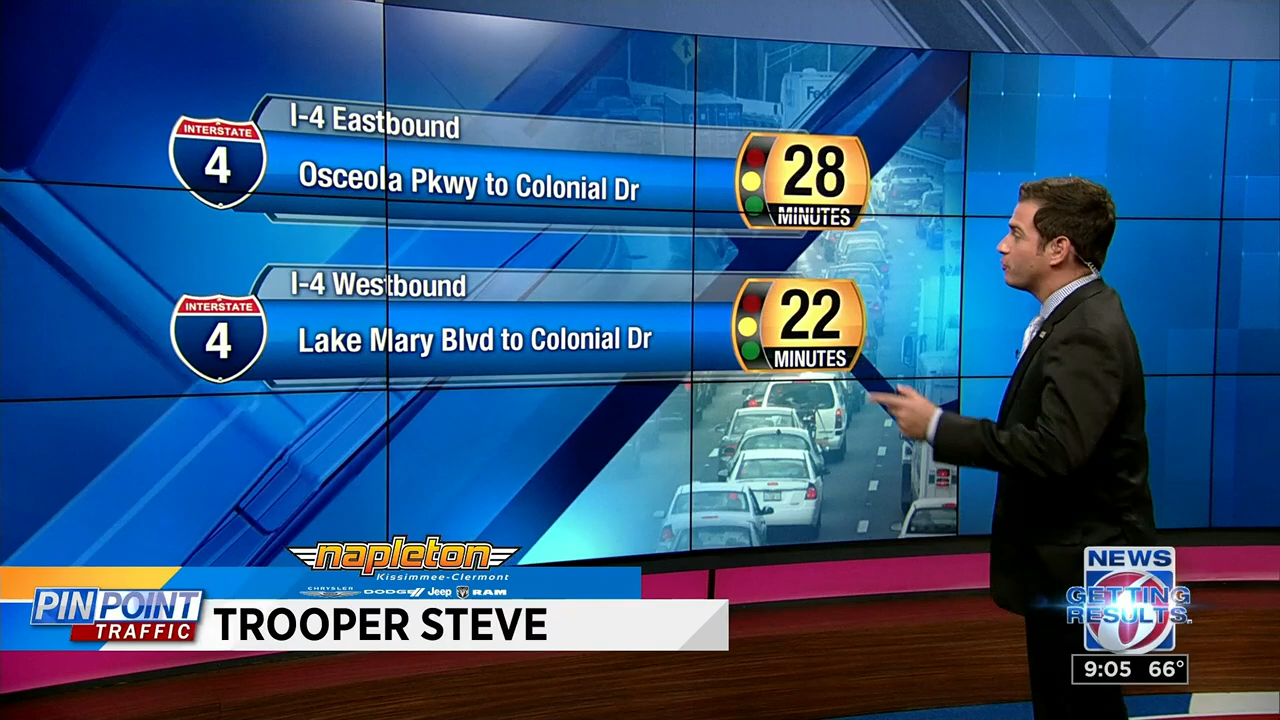 I-4 Eastbound
INTERSTATE
4
Osceola Pkwy to Colonial Dr
28
MINUTES
I-4 Westbound
INTERSTATE
4
Lake Mary Blvd to Colonial Dr
22
MINUTES
napleton
Kissimmee-Clermont
CHRYSLER DODGE Jeep RAM
PINPOINT
TRAFFIC
TROOPER STEVE
NEWS
6
GETTING
RESULTS
9:05 66°